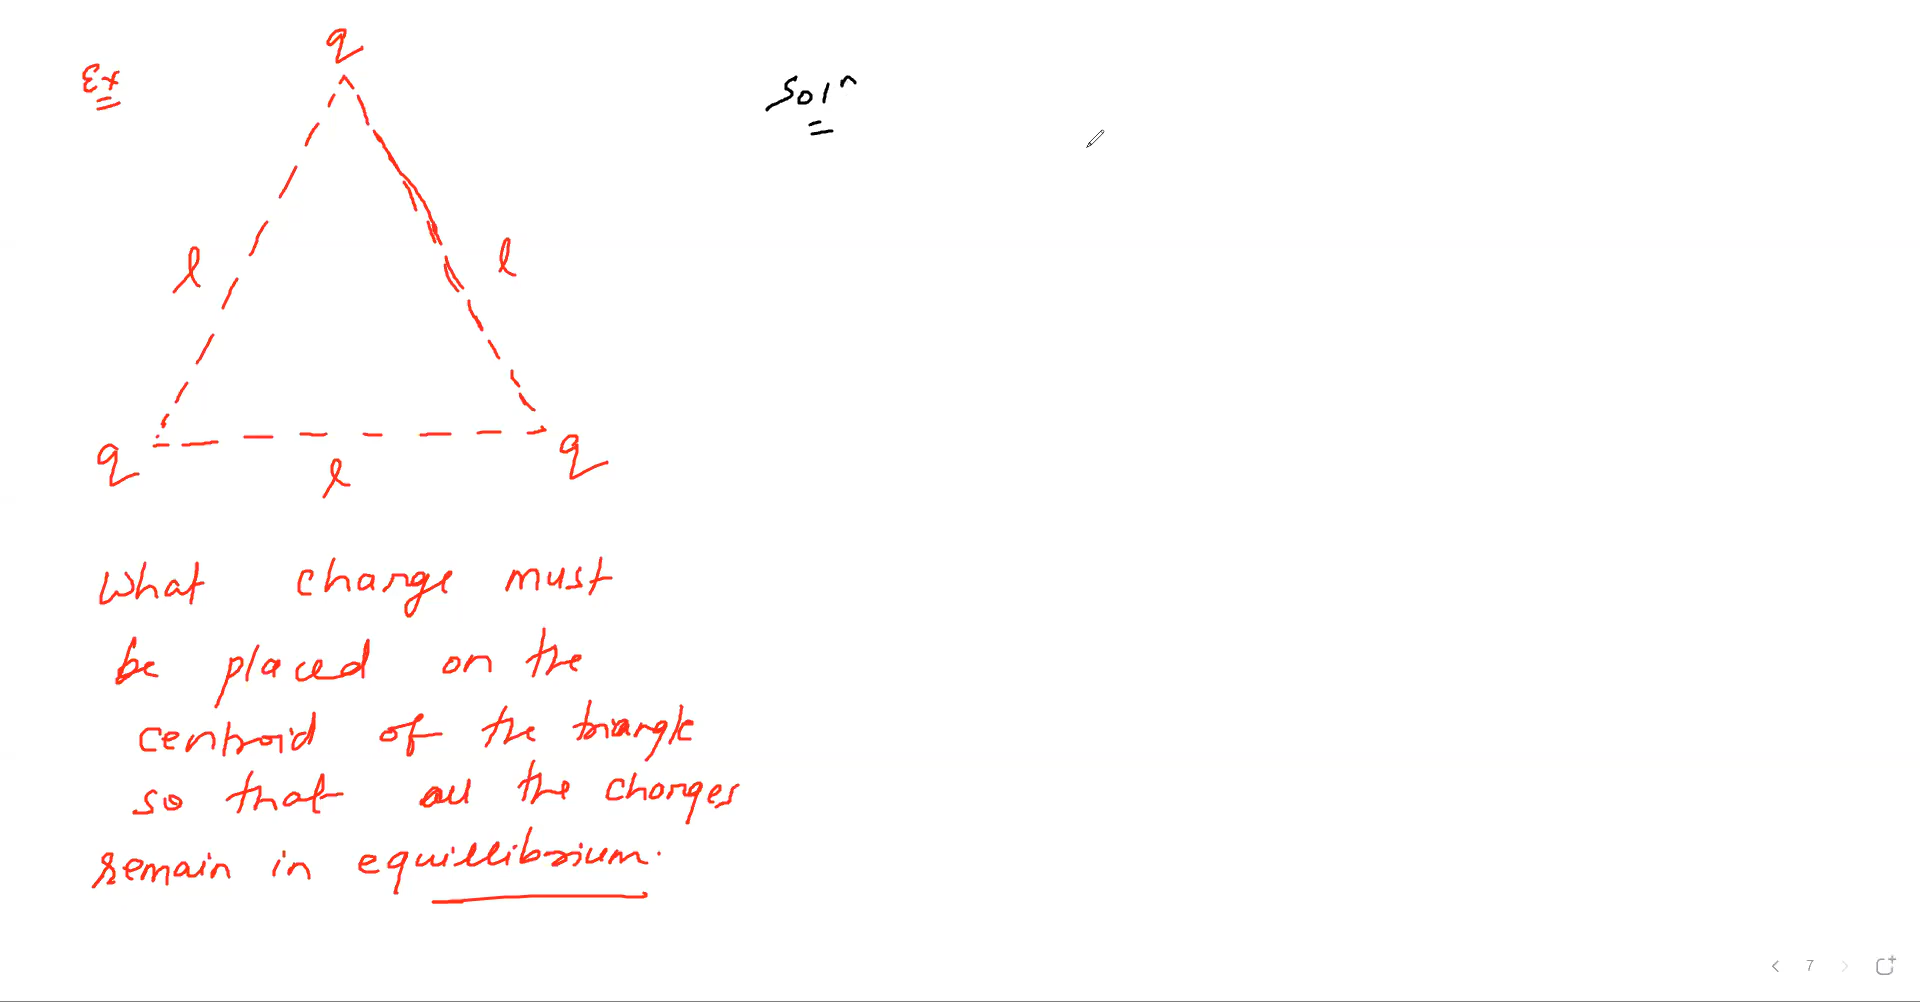 q
Ex
Solⁿ
l
l
q
q
l
What charge must
be placed on the
centroid of the triangle
so that all the charges
remain in equillibrium.
7